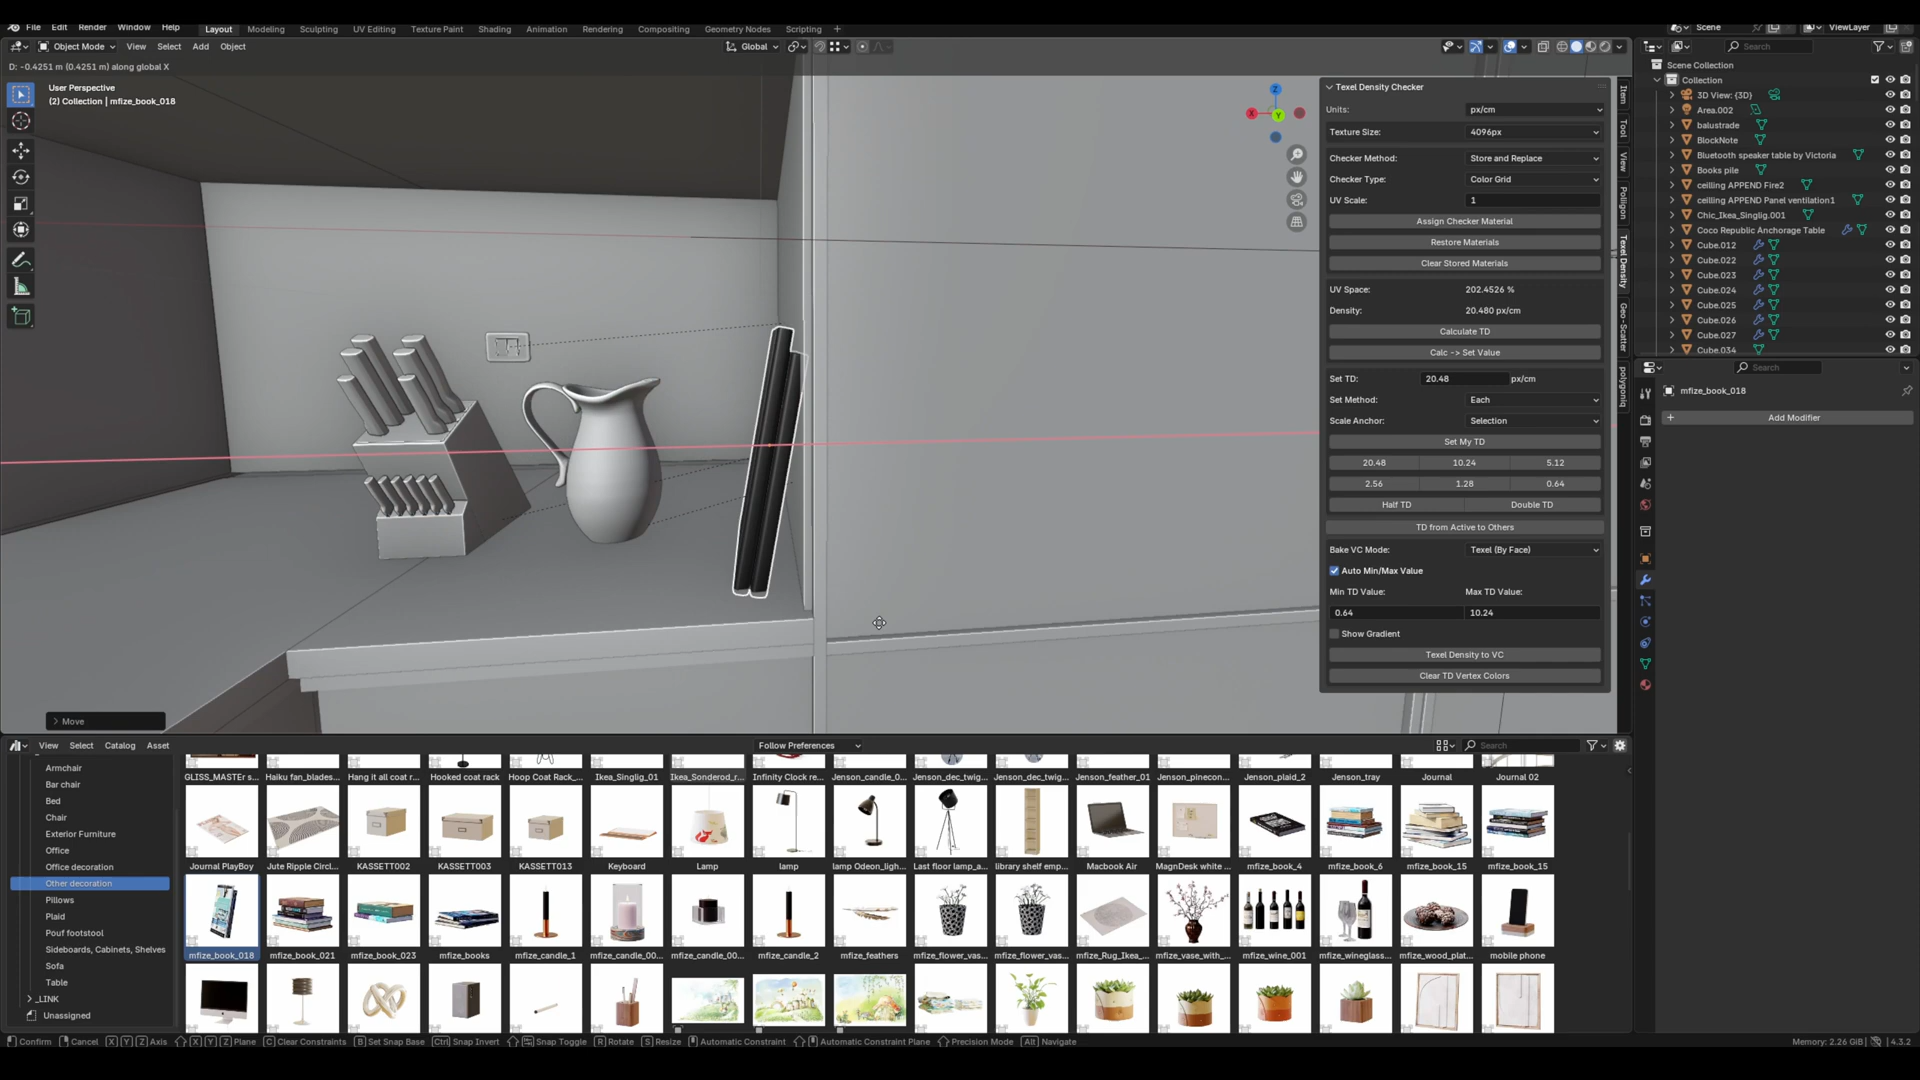 File Edit Render Window Help Layout Modeling Sculpting UV Editing Texture Paint Shading Animation Rendering Compositing Geometry Nodes Scripting + Scene ViewLayer
Object Mode View Select Add Object Global Search
D: -0.4251 m (0.4251 m) along global X
User Perspective
(2) Collection | mfize_book_018
Z
X
Y
Texel Density Checker
Units: px/cm
Texture Size: 4096px
Checker Method: Store and Replace
Checker Type: Color Grid
UV Scale: 1
Assign Checker Material
Restore Materials
Clear Stored Materials
UV Space: 202.4526 %
Density: 20.480 px/cm
Calculate TD
Calc -> Set Value
Set TD: 20.48 px/cm
Set Method: Each
Scale Anchor: Selection
Set My TD
20.48 10.24 5.12
2.56 1.28 0.64
Half TD Double TD
TD from Active to Others
Bake VC Mode: Texel (By Face)
Auto Min/Max Value
Min TD Value: Max TD Value:
0.64 10.24
Show Gradient
Texel Density to VC
Clear TD Vertex Colors
Item
Tool
View
Polligon
Texel Density
Geo-Scatter
polygoniq
Scene Collection
Collection
3D View: {3D}
Area.002
balustrade
BlockNote
Bluetooth speaker table by Victoria
Books pile
ceilling APPEND Fire2
ceilling APPEND Panel ventilation1
Chic_Ikea_Singlig.001
Coco Republic Anchorage Table
Cube.012
Cube.022
Cube.023
Cube.024
Cube.025
Cube.026
Cube.027
Cube.034
Search
mfize_book_018
+ Add Modifier
Move
View Select Catalog Asset Follow Preferences Search
Armchair
Bar chair
Bed
Chair
Exterior Furniture
Office
Office decoration
Other decoration
Pillows
Plaid
Pouf footstool
Sideboards, Cabinets, Shelves
Sofa
Table
_LINK
Unassigned
GLISS_MASTEr s... Haiku fan_blades... Hang it all coat r... Hooked coat rack Hoop Coat Rack_... Ikea_Singlig_01 Ikea_Sonderod_r... Infinity Clock re... Jenson_candle_0... Jenson_dec_twig... Jenson_dec_twig... Jenson_feather_01 Jenson_pinecon... Jenson_plaid_2 Jenson_tray Journal Journal 02
Journal PlayBoy Jute Ripple Circl... KASSETT002 KASSETT003 KASSETT013 Keyboard Lamp lamp lamp Odeon_ligh... Last floor lamp_a... library shelf emp... Macbook Air MagnDesk white ... mfize_book_4 mfize_book_6 mfize_book_15 mfize_book_15
mfize_book_018 mfize_book_021 mfize_book_023 mfize_books mfize_candle_1 mfize_candle_00... mfize_candle_00... mfize_candle_2 mfize_feathers mfize_flower_vas... mfize_flower_vas... mfize_Rug_Ikea_... mfize_vase_with_... mfize_wine_001 mfize_wineglass... mfize_wood_plat... mobile phone
Confirm Cancel X Y Z Axis X Y Z Plane C Clear Constraints B Set Snap Base Ctrl Snap Invert Snap Toggle R Rotate S Resize Automatic Constraint Automatic Constraint Plane Precision Mode Alt Navigate Memory: 2.26 GiB 4.3.2